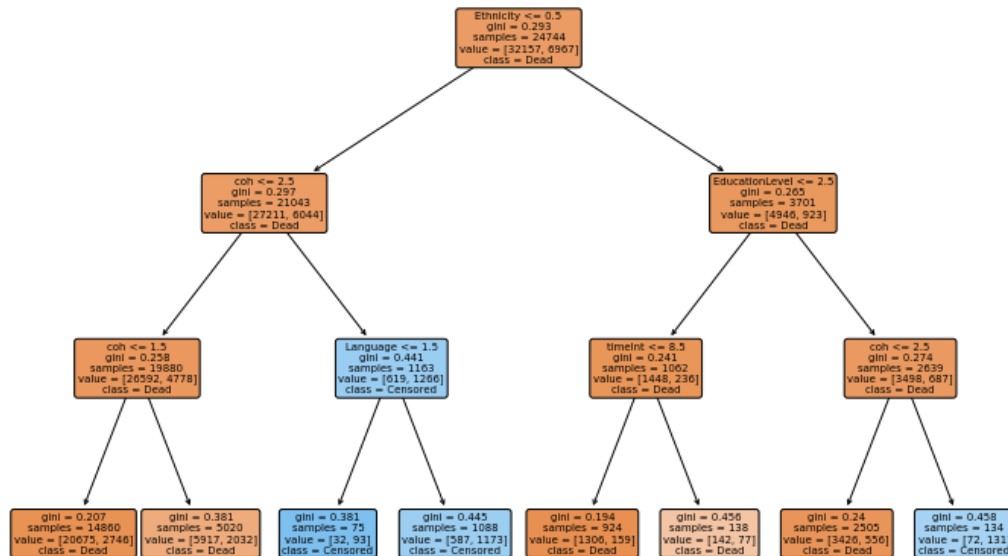 Ethnicity <= 0.5
gini = 0.293
samples = 24744
value = [32157, 6967]
class = Dead
coh <= 2.5
gini = 0.297
samples = 21043
value = [27211, 6044]
class = Dead
EducationLevel <= 2.5
gini = 0.265
samples = 3701
value = [4946, 923]
class = Dead
coh <= 1.5
gini = 0.258
samples = 19880
value = [26592, 4778]
class = Dead
Language <= 1.5
gini = 0.441
samples = 1163
value = [619, 1266]
class = Censored
timeInt <= 8.5
gini = 0.241
samples = 1062
value = [1448, 236]
class = Dead
coh <= 2.5
gini = 0.274
samples = 2639
value = [3498, 687]
class = Dead
gini = 0.207
samples = 14860
value = [20675, 2746]
class = Dead
gini = 0.381
samples = 5020
value = [5917, 2032]
class = Dead
gini = 0.381
samples = 75
value = [32, 93]
class = Censored
gini = 0.445
samples = 1088
value = [587, 1173]
class = Censored
gini = 0.194
samples = 924
value = [1306, 159]
class = Dead
gini = 0.456
samples = 138
value = [142, 77]
class = Dead
gini = 0.24
samples = 2505
value = [3426, 556]
class = Dead
gini = 0.458
samples = 134
value = [72,
class =